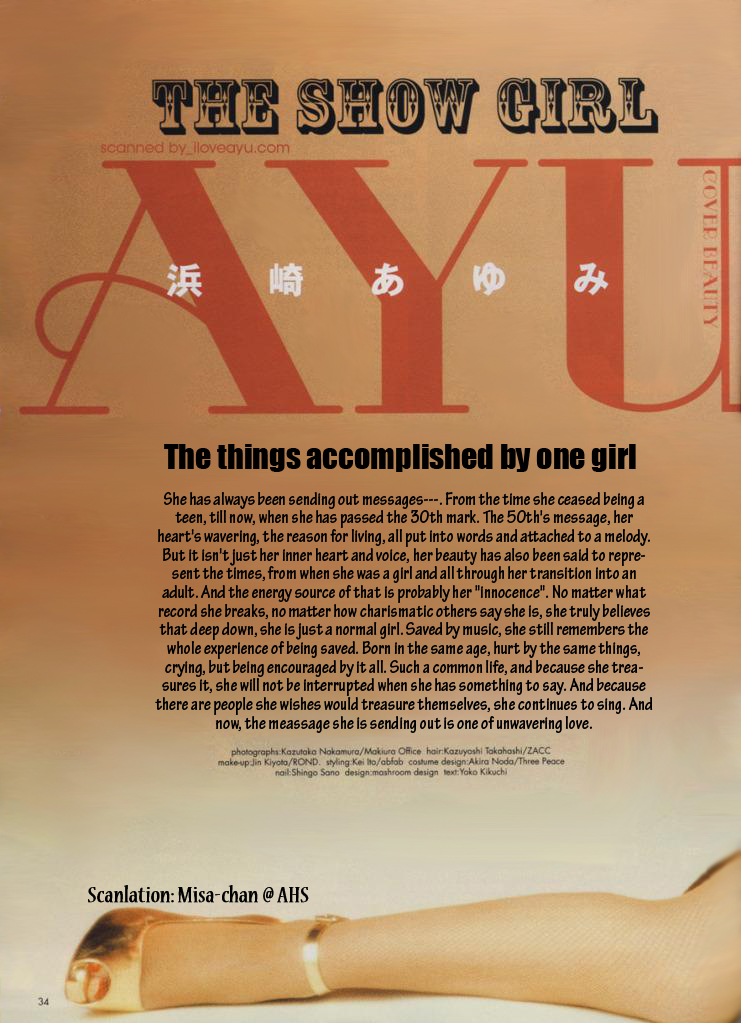 THE SHOW GIRL
scanned by_iloveayu.com
AYU
COVER BEAUTY
浜崎あゆみ
The things accomplished by one girl
She has always been sending out messages---. From the time she ceased being a
teen, till now, when she has passed the 30th mark. The 50th's message, her
heart's wavering, the reason for living, all put into words and attached to a melody.
But it isn't just her inner heart and voice, her beauty has also been said to repre-
sent the times, from when she was a girl and all through her transition into an
adult. And the energy source of that is probably her "innocence". No matter what
record she breaks, no matter how charismatic others say she is, she truly believes
that deep down, she is just a normal girl. Saved by music, she still remembers the
whole experience of being saved. Born in the same age, hurt by the same things,
crying, but being encouraged by it all. Such a common life, and because she trea-
sures it, she will not be interrupted when she has something to say. And because
there are people she wishes would treasure themselves, she continues to sing. And
now, the meassage she is sending out is one of unwavering love.
photographs:Kazutaka Nakamura/Makiura Office hair:Kazuyoshi Takahashi/ZACC
make-up:Jin Kiyota/ROND. styling:Kei Ito/abfab costume design:Akira Noda/Three Peace
nail:Shingo Sano design:mashroom design text:Yoko Kikuchi
Scanlation: Misa-chan @ AHS
34